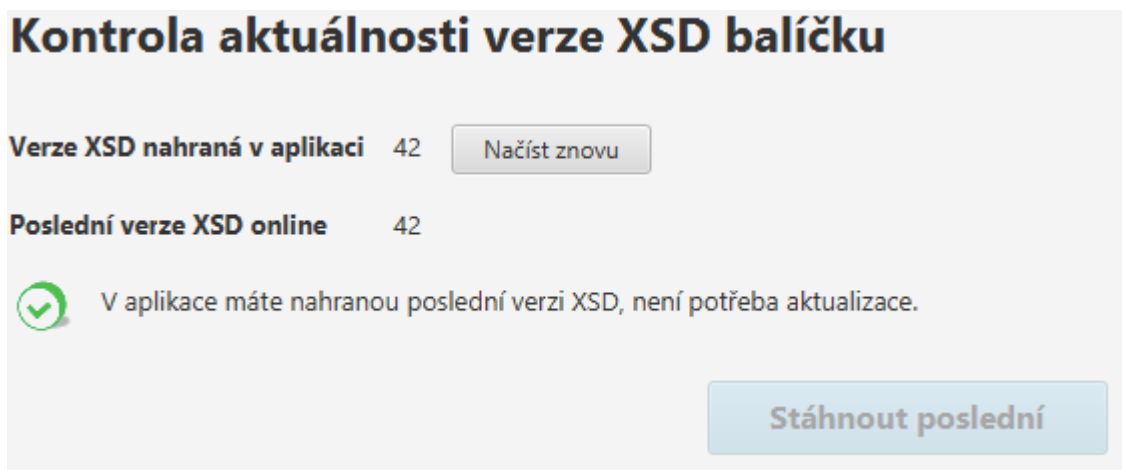 Kontrola aktuálnosti verze XSD balíčku
Verze XSD nahraná v aplikaci 42 Načíst znovu
Poslední verze XSD online 42
V aplikace máte nahranou poslední verzi XSD, není potřeba aktualizace.
Stáhnout poslední